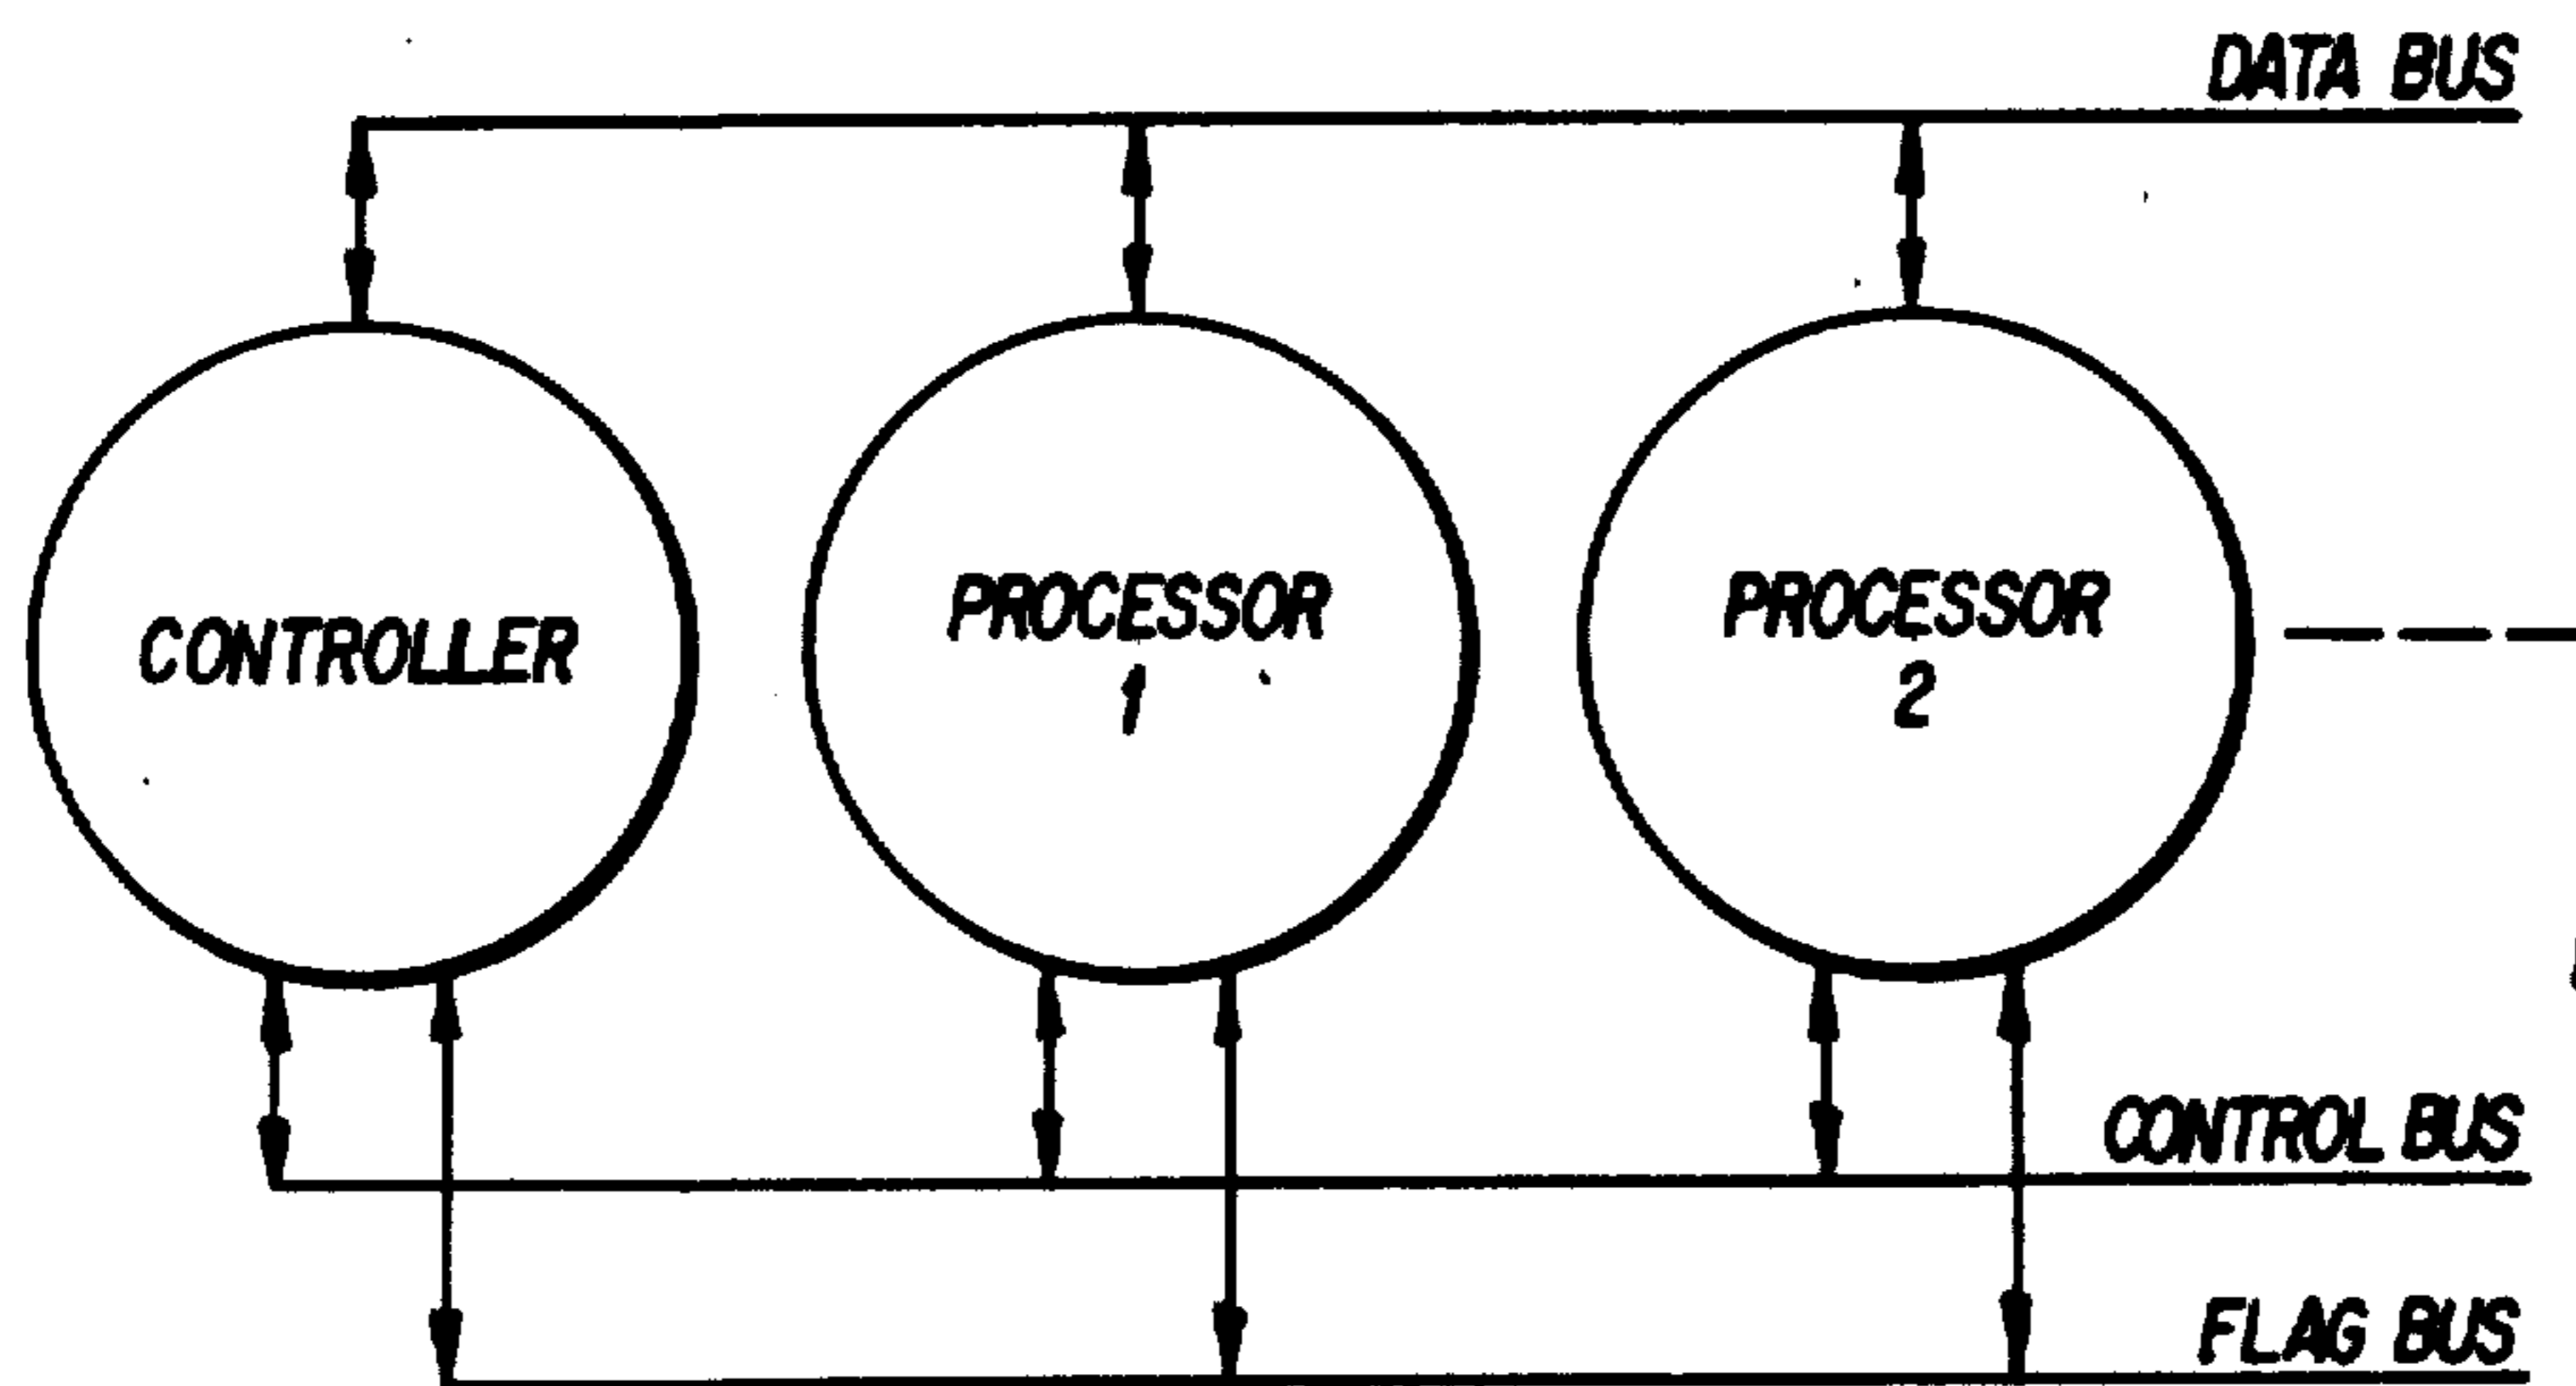 DATA BUS
CONTROLLER
PROCESSOR
1
PROCESSOR
2
CONTROL BUS
FLAG BUS